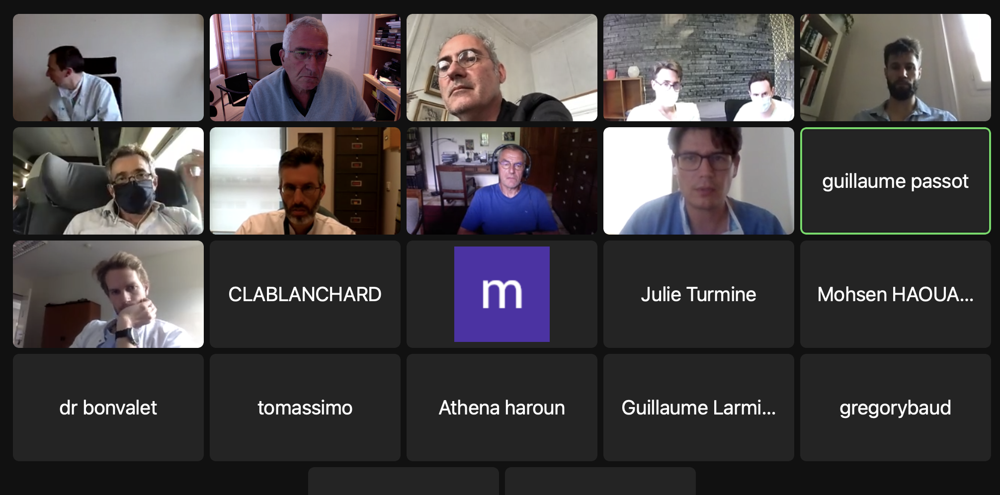 guillaume passot
CLABLANCHARD
m
Julie Turmine
Mohsen HAOUA...
dr bonvalet
tomassimo
Athena haroun
Guillaume Larmi...
gregorybaud